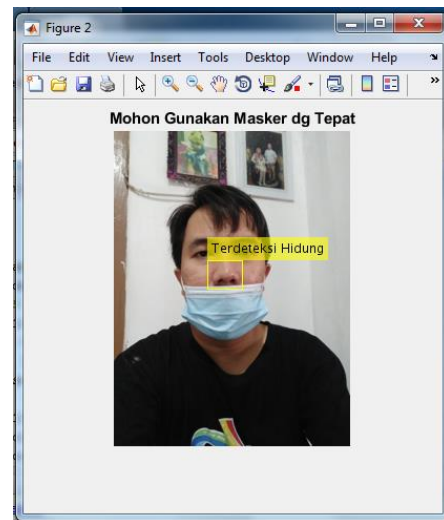 Figure 2
File Edit View Insert Tools Desktop Window Help
Mohon Gunakan Masker dg Tepat
Terdeteksi Hidung